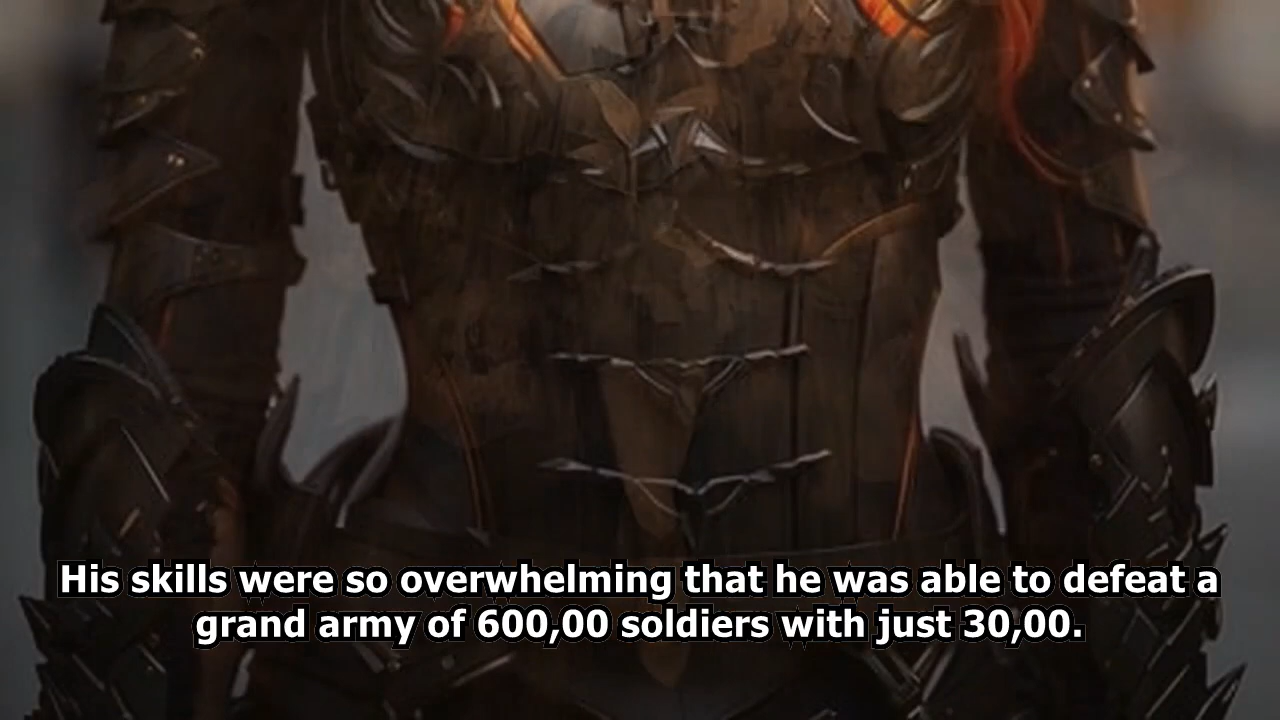 His skills were so overwhelming that he was able to defeat a
grand army of 600,00 soldiers with just 30,00.